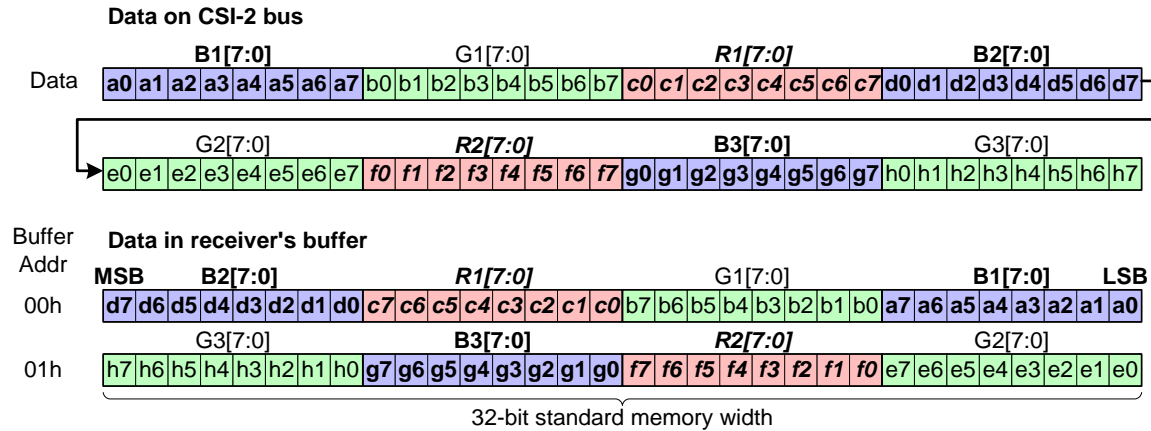 Data on CSI-2 bus
B1[7:0] G1[7:0] R1[7:0] B2[7:0]
Data a0 a1 a2 a3 a4 a5 a6 a7 b0 b1 b2 b3 b4 b5 b6 b7 c0 c1 c2 c3 c4 c5 c6 c7 d0 d1 d2 d3 d4 d5 d6 d7
G2[7:0] R2[7:0] B3[7:0] G3[7:0]
e0 e1 e2 e3 e4 e5 e6 e7 f0 f1 f2 f3 f4 f5 f6 f7 g0 g1 g2 g3 g4 g5 g6 g7 h0 h1 h2 h3 h4 h5 h6 h7
Buffer Addr
Data in receiver's buffer
MSB B2[7:0] R1[7:0] G1[7:0] B1[7:0] LSB
00h d7 d6 d5 d4 d3 d2 d1 d0 c7 c6 c5 c4 c3 c2 c1 c0 b7 b6 b5 b4 b3 b2 b1 b0 a7 a6 a5 a4 a3 a2 a1 a0
G3[7:0] B3[7:0] R2[7:0] G2[7:0]
01h h7 h6 h5 h4 h3 h2 h1 h0 g7 g6 g5 g4 g3 g2 g1 g0 f7 f6 f5 f4 f3 f2 f1 f0 e7 e6 e5 e4 e3 e2 e1 e0
32-bit standard memory width